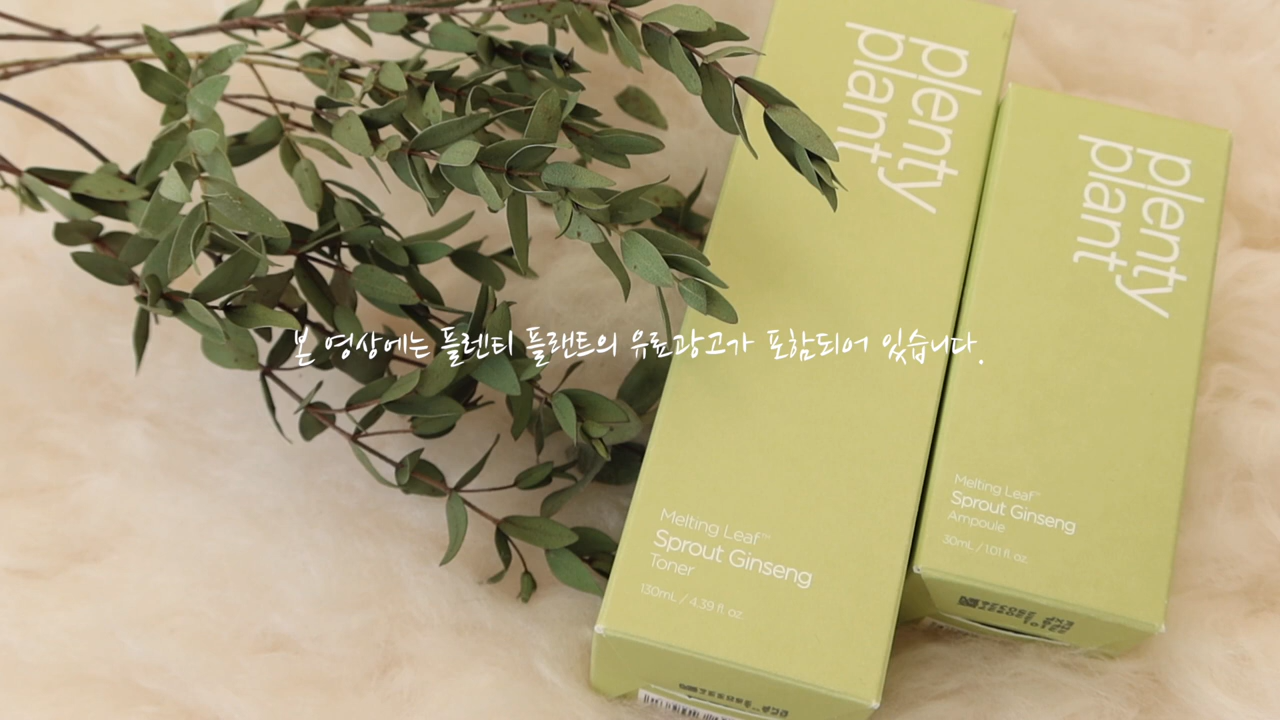 plenty
plant
Melting Leaf™
Sprout Ginseng
Toner
130mL / 4.39 fl. oz.
plenty
plant
Melting Leaf™
Sprout Ginseng
Ampoule
30mL / 1.01 fl. oz.
본 영상에는 플렌티 플랜트의 유료광고가 포함되어 있습니다.